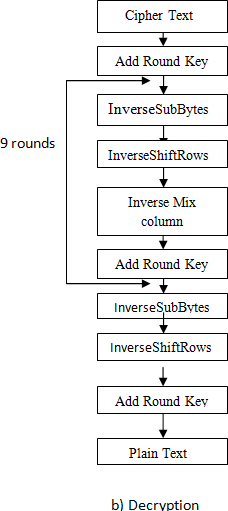 Cipher Text
Add Round Key
InverseSubBytes
9 rounds
InverseShiftRows
Inverse Mix
column
Add Round Key
InverseSubBytes
InverseShiftRows
Add Round Key
Plain Text
b) Decryption